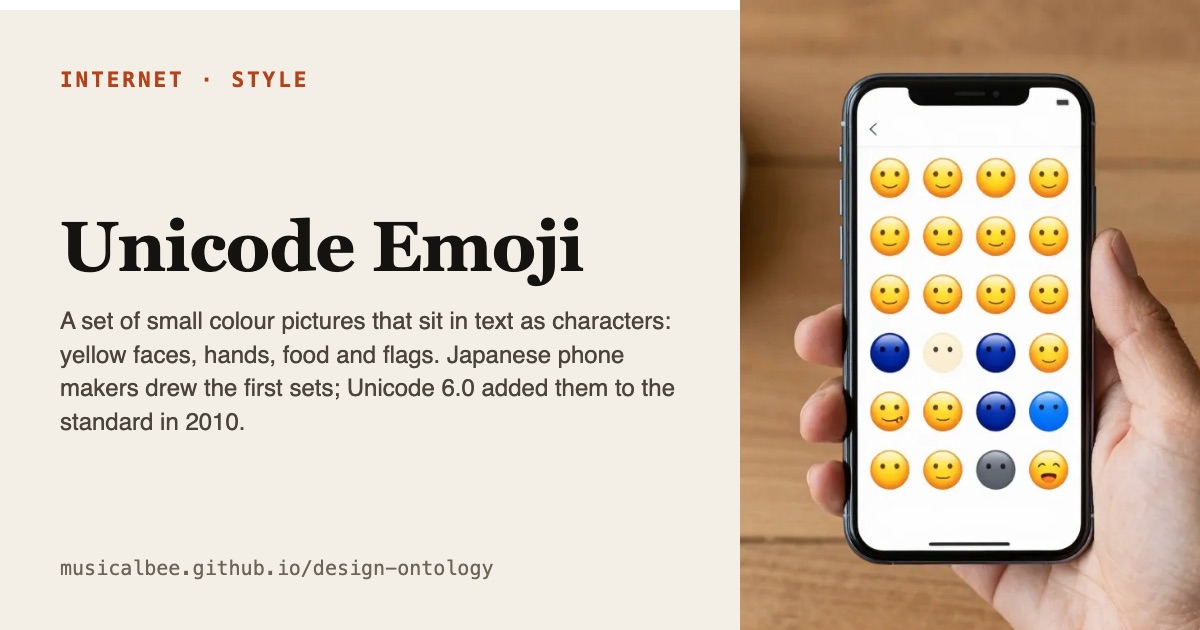 INTERNET · STYLE
Unicode Emoji
A set of small colour pictures that sit in text as characters:
yellow faces, hands, food and flags. Japanese phone
makers drew the first sets; Unicode 6.0 added them to the
standard in 2010.
musicalbee.github.io/design-ontology